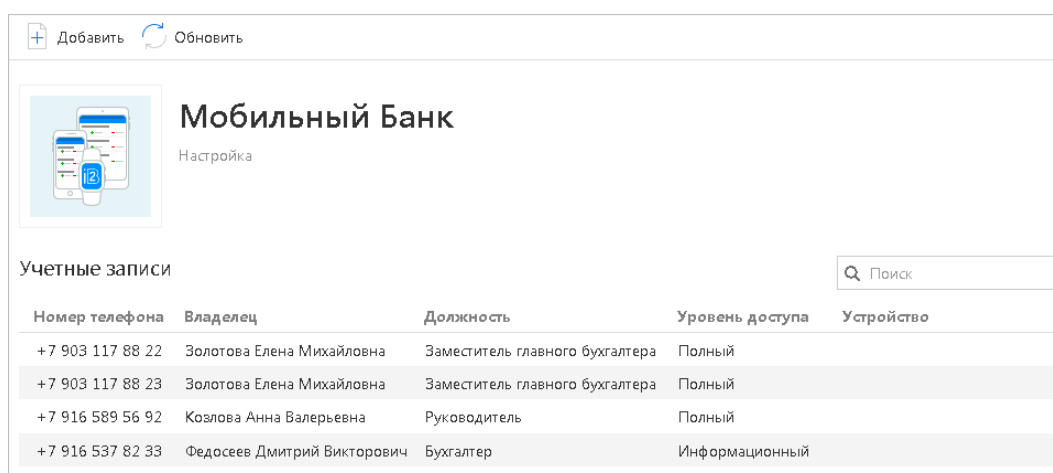 Добавить Обновить
Мобильный Банк
Настройка
i2
Учетные записи
Поиск
Номер телефона Владелец Должность Уровень доступа Устройство
+7 903 117 88 22 Золотова Елена Михайловна Заместитель главного бухгалтера Полный
+7 903 117 88 23 Золотова Елена Михайловна Заместитель главного бухгалтера Полный
+7 916 589 56 92 Козлова Анна Валерьевна Руководитель Полный
+7 916 537 82 33 Федосеев Дмитрий Викторович Бухгалтер Информационный